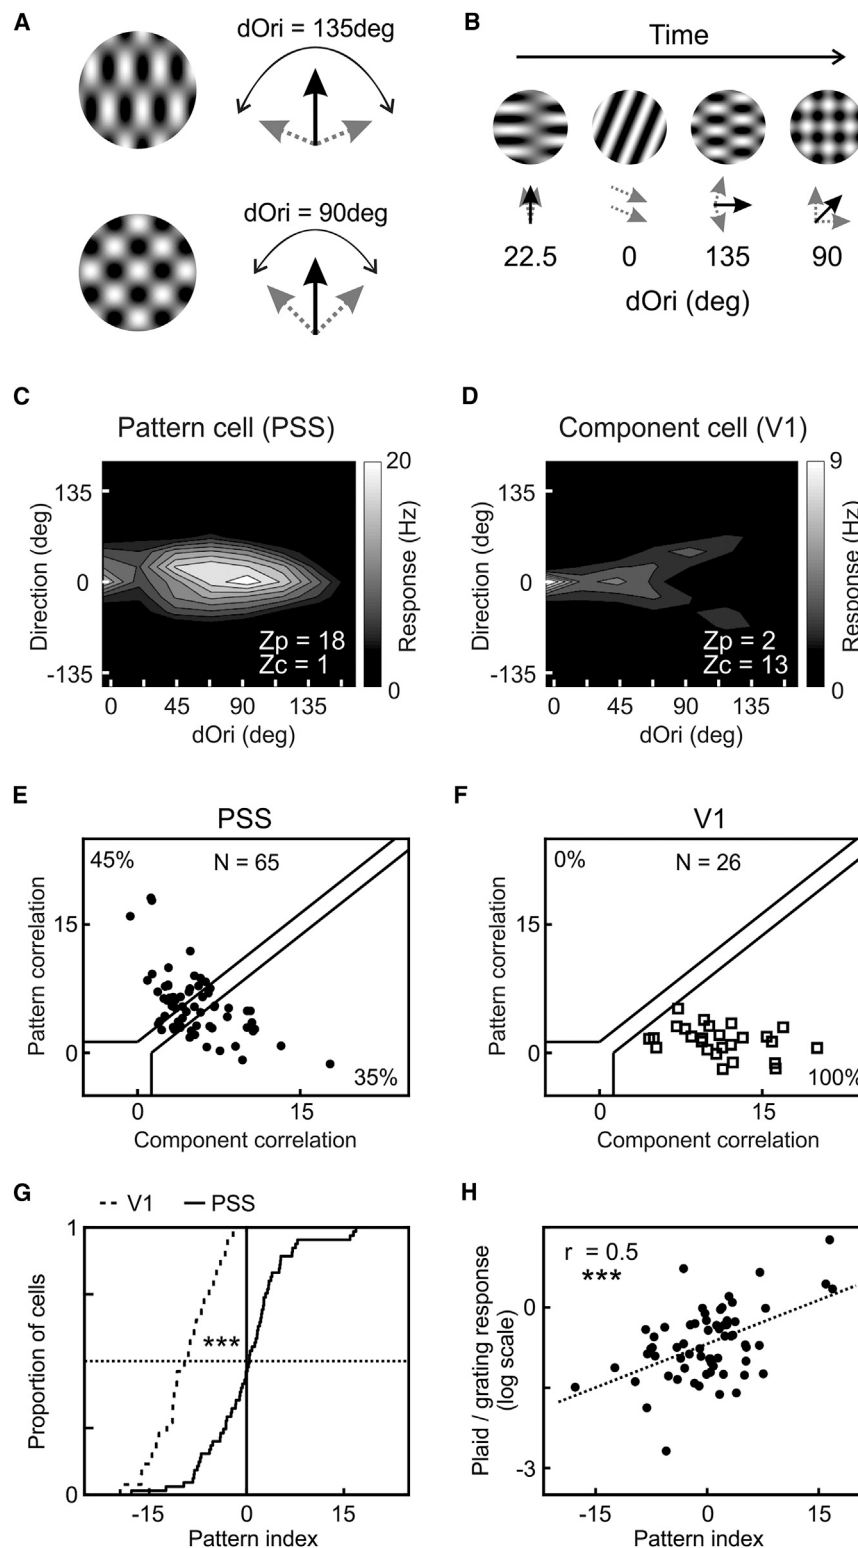 A
dOri = 135deg
dOri = 90deg
B
Time
22.5 0 135 90
dOri (deg)
C
Pattern cell (PSS)
135
0
-135
Direction (deg)
Zp = 18
Zc = 1
0 45 90 135
dOri (deg)
20
0
Response (Hz)
D
Component cell (V1)
135
0
-135
Direction (deg)
Zp = 2
Zc = 13
0 45 90 135
dOri (deg)
9
0
Response (Hz)
E
PSS
45%
N = 65
15
0
Pattern correlation
35%
0 15
Component correlation
F
V1
0%
N = 26
15
0
Pattern correlation
100%
0 15
Component correlation
G
V1 PSS
1
0
Proportion of cells
***
-15 0 15
Pattern index
H
r = 0.5
***
0
-3
Plaid / grating response
(log scale)
-15 0 15
Pattern index